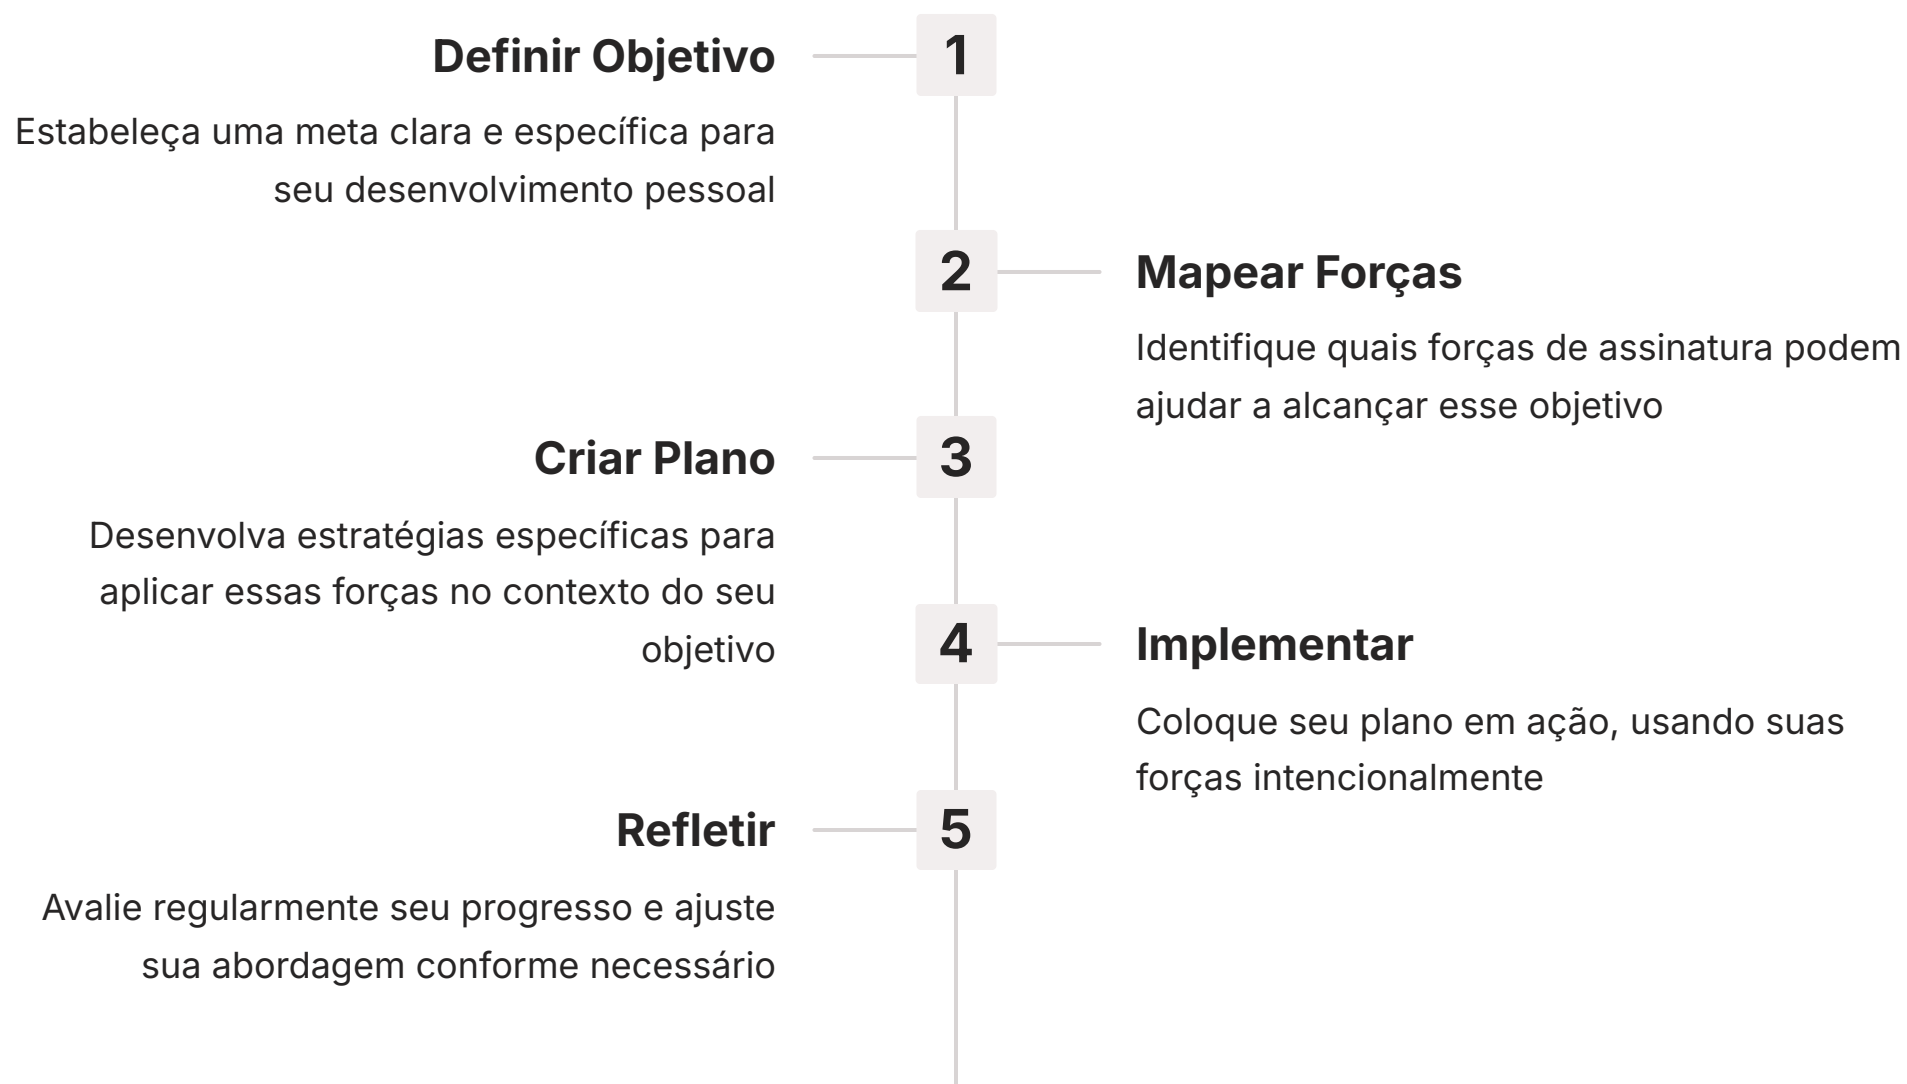 1
Definir Objetivo
Estabeleça uma meta clara e específica para
seu desenvolvimento pessoal
2
Mapear Forças
Identifique quais forças de assinatura podem
ajudar a alcançar esse objetivo
3
Criar Plano
Desenvolva estratégias específicas para
aplicar essas forças no contexto do seu
objetivo
4
Implementar
Coloque seu plano em ação, usando suas
forças intencionalmente
5
Refletir
Avalie regularmente seu progresso e ajuste
sua abordagem conforme necessário